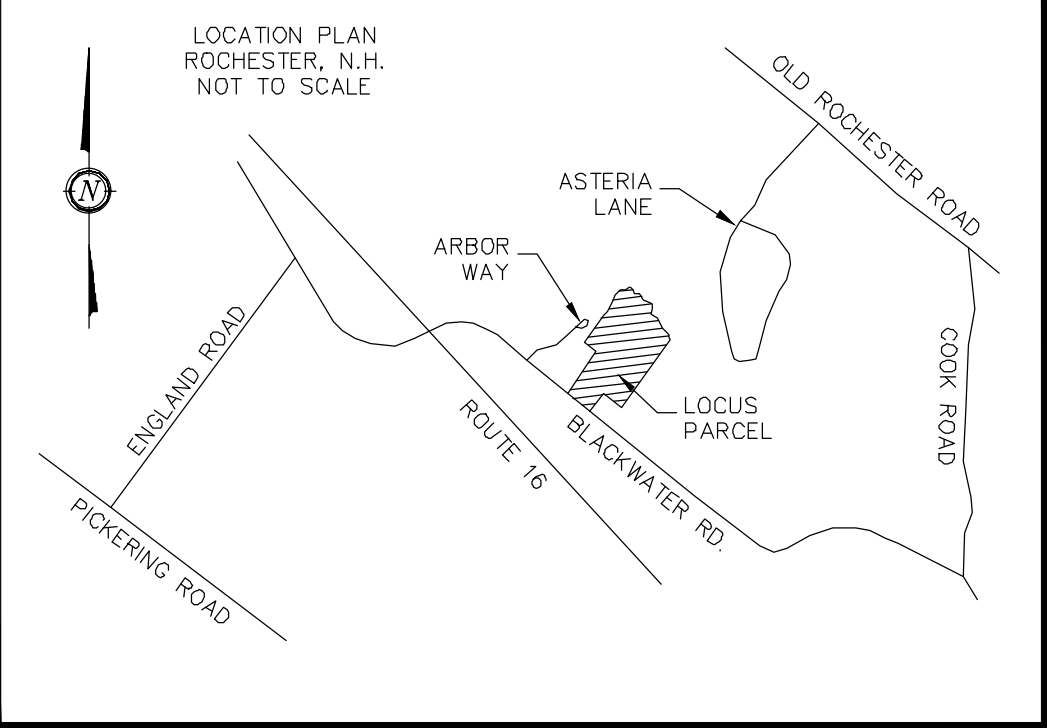 LOCATION PLAN
ROCHESTER, N.H.
NOT TO SCALE
N
OLD ROCHESTER ROAD
ASTERIA
LANE
ARBOR
WAY
ENGLAND ROAD
COOK ROAD
LOCUS
PARCEL
ROUTE 16
BLACKWATER RD.
PICKERING ROAD